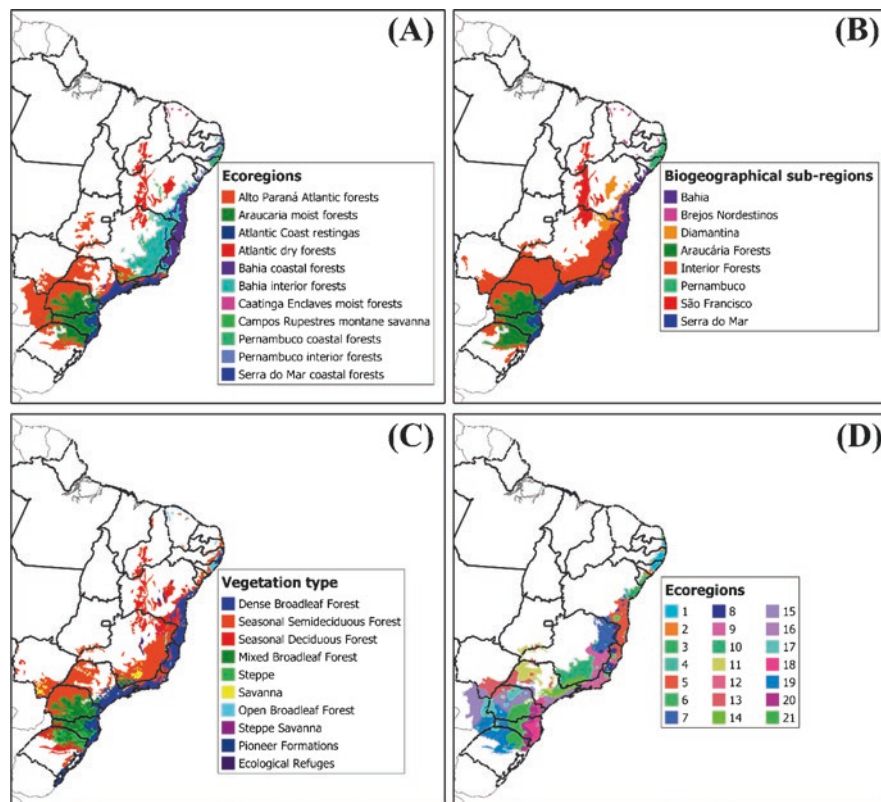 (A)
Ecoregions
Alto Paraná Atlantic forests
Araucaria moist forests
Atlantic Coast restingas
Atlantic dry forests
Bahia coastal forests
Bahia interior forests
Caatinga Enclaves moist forests
Campos Rupestres montane savanna
Pernambuco coastal forests
Pernambuco interior forests
Serra do Mar coastal forests
(B)
Biogeographical sub-regions
Bahia
Brejos Nordestinos
Diamantina
Araucária Forests
Interior Forests
Pernambuco
São Francisco
Serra do Mar
(C)
Vegetation type
Dense Broadleaf Forest
Seasonal Semideciduous Forest
Seasonal Deciduous Forest
Mixed Broadleaf Forest
Steppe
Savanna
Open Broadleaf Forest
Steppe Savanna
Pioneer Formations
Ecological Refuges
(D)
Ecoregions
1 8 15
2 9 16
3 10 17
4 11 18
5 12 19
6 13 20
7 14 21